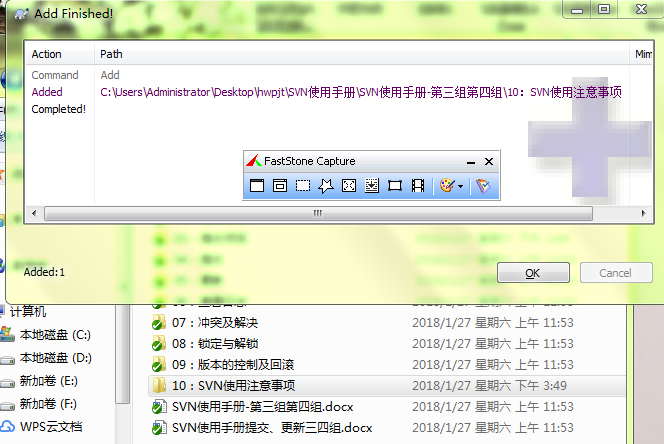 Add Finished!
Action Path Mim
Command Add
Added C:\Users\Administrator\Desktop\hwpjt\SVN使用手册\SVN使用手册-第三组第四组\10：SVN使用注意事项
Completed!
FastStone Capture
Added:1
OK Cancel
计算机
本地磁盘 (C:)
本地磁盘 (D:)
新加卷 (E:)
新加卷 (F:)
WPS云文档
07：冲突及解决 2018/1/27 星期六 上午 11:53
08：锁定与解锁 2018/1/27 星期六 上午 11:53
09：版本的控制及回滚 2018/1/27 星期六 上午 11:53
10：SVN使用注意事项 2018/1/27 星期六 下午 3:49
SVN使用手册-第三组第四组.docx 2018/1/27 星期六 上午 11:53
SVN使用手册提交、更新三四组.docx 2018/1/27 星期六 上午 11:53